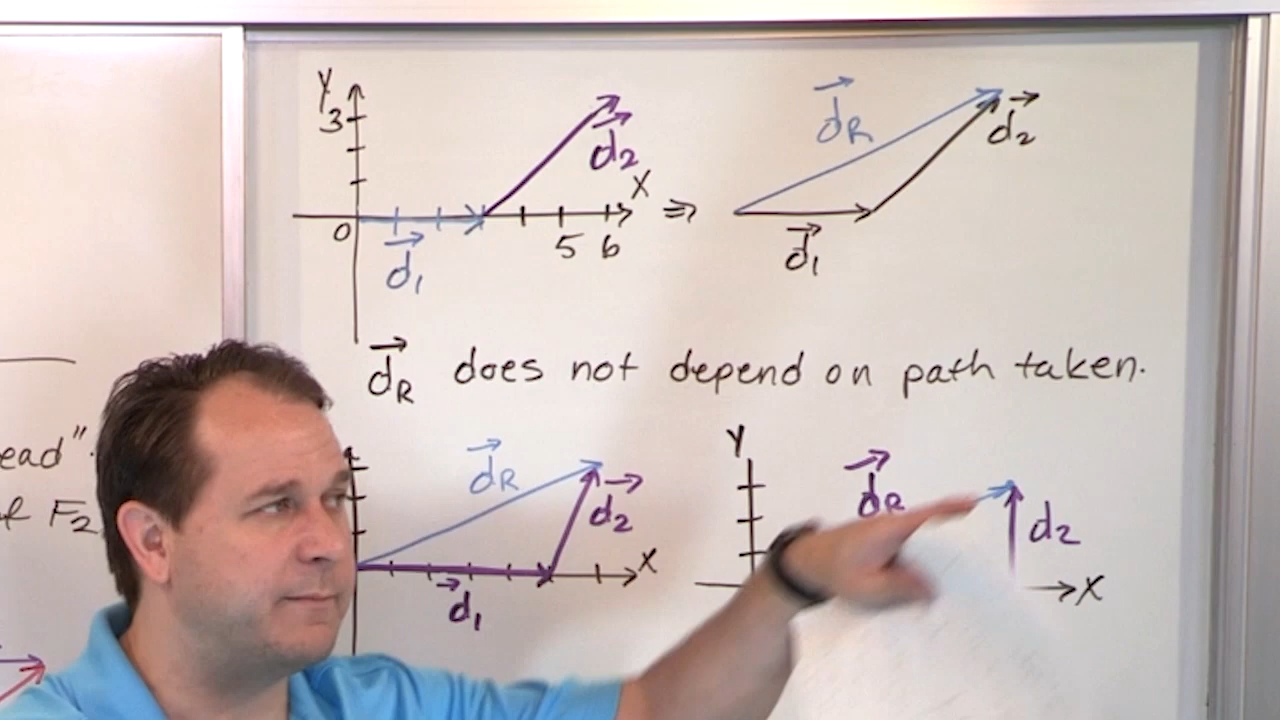 Y
3
d2
X
0
5 6
d1
⇒
dR
d2
d1
dR does not depend on path taken.
ead".
F2
dR
d2
X
d1
Y
dR
d2
X